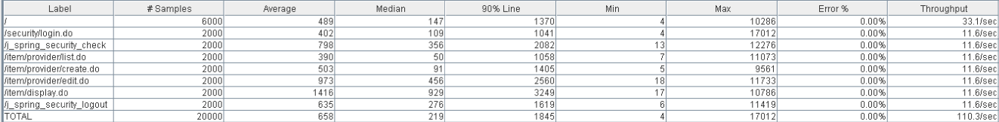 Label # Samples Average Median 90% Line Min Max Error % Throughput
/ 6000 489 147 1370 4 10286 0.00% 33.1/sec
/security/login.do 2000 402 109 1041 4 17012 0.00% 11.6/sec
/j_spring_security_check 2000 798 356 2082 13 12276 0.00% 11.6/sec
/item/provider/list.do 2000 390 50 1058 7 11073 0.00% 11.6/sec
/item/provider/create.do 2000 503 91 1405 5 9561 0.00% 11.6/sec
/item/provider/edit.do 2000 973 456 2560 18 11733 0.00% 11.6/sec
/item/display.do 2000 1416 929 3249 17 10786 0.00% 11.6/sec
/j_spring_security_logout 2000 635 276 1619 6 11419 0.00% 11.6/sec
TOTAL 20000 658 219 1845 4 17012 0.00% 110.3/sec